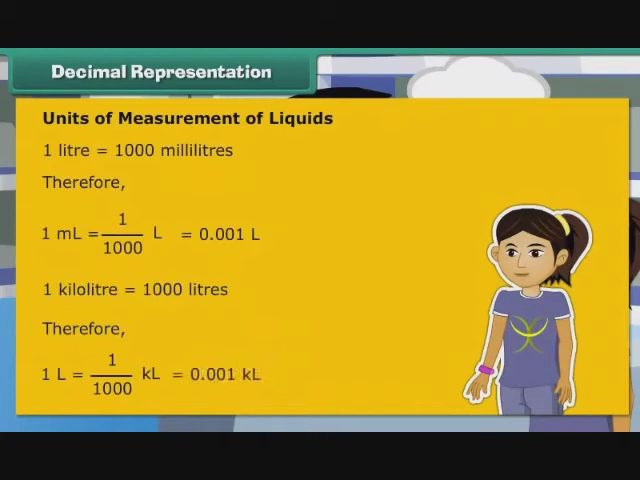 Decimal Representation
Units of Measurement of Liquids
1 litre = 1000 millilitres
Therefore,
1 mL = 1/1000 L = 0.001 L
1 kilolitre = 1000 litres
Therefore,
1 L = 1/1000 kL = 0.001 kL